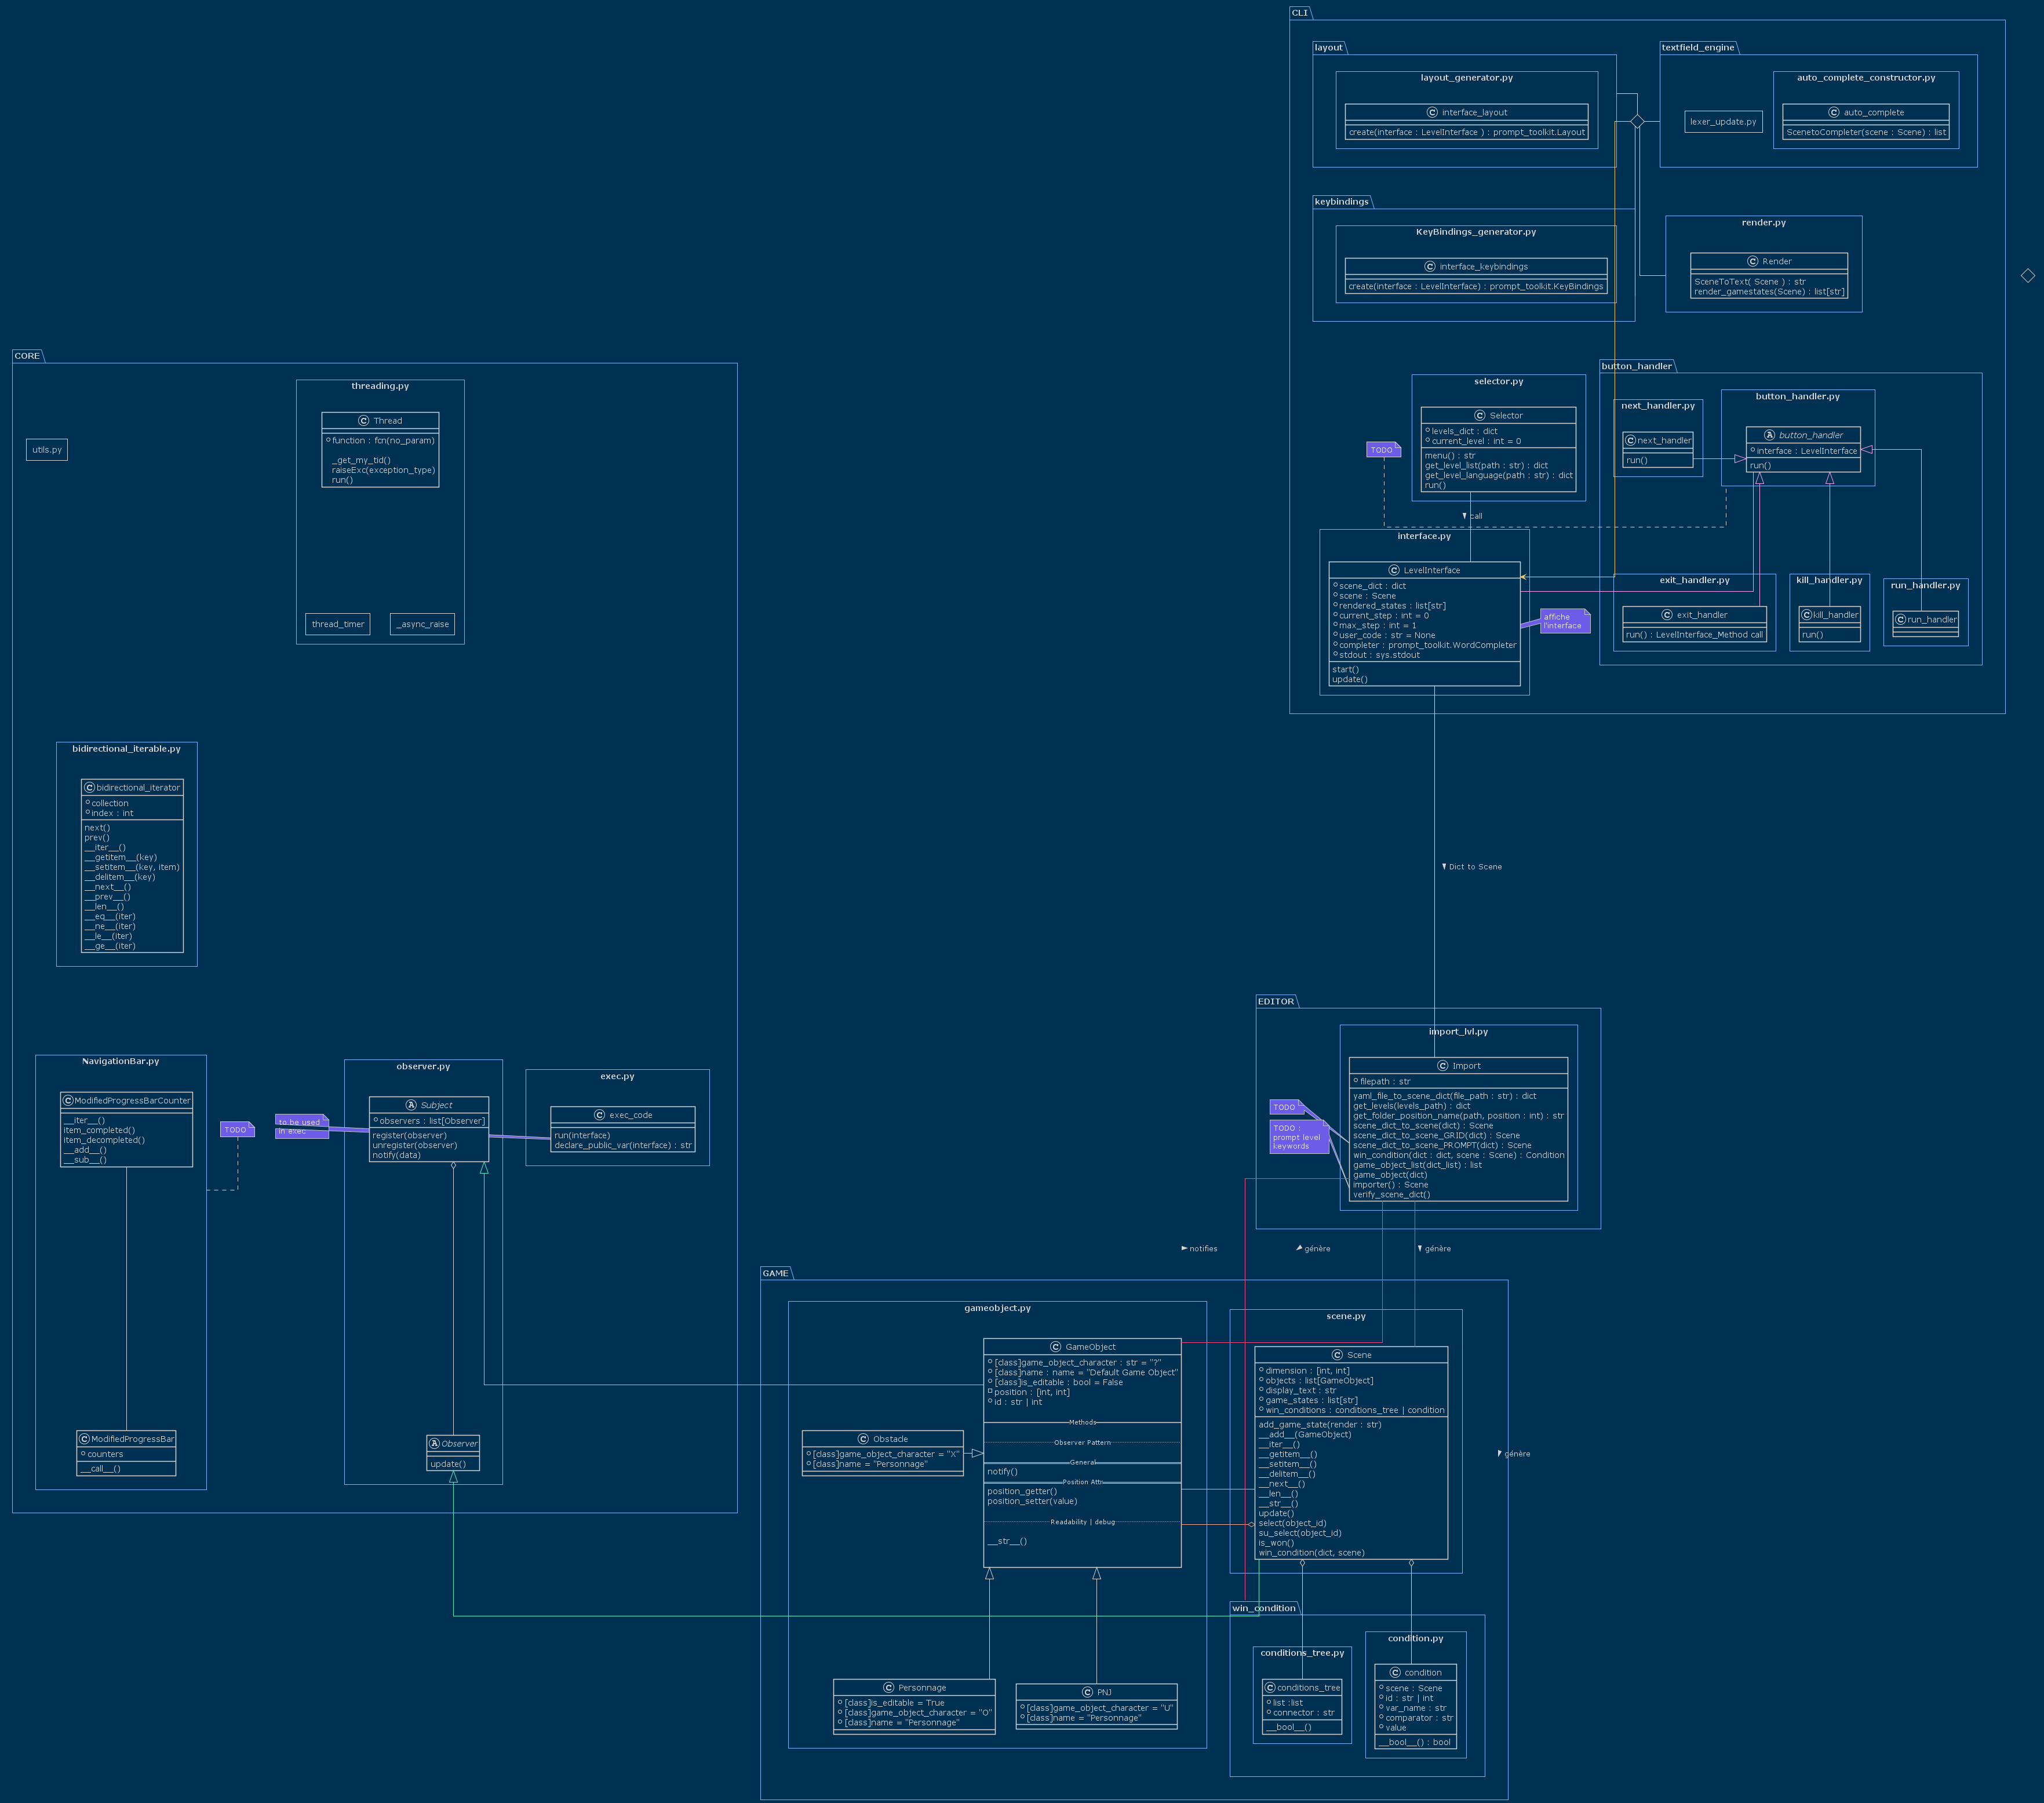 CLI
layout
layout_generator.py
C interface_layout
create(interface : LevelInterface ) : prompt_toolkit.Layout
textfield_engine
lexer_update.py
auto_complete_constructor.py
C auto_complete
ScenetoCompleter(scene : Scene) : list
keybindings
KeyBindings_generator.py
C interface_keybindings
create(interface : LevelInterface) : prompt_toolkit.KeyBindings
render.py
C Render
SceneToText( Scene ) : str
render_gamestates(Scene) : list[str]
selector.py
C Selector
levels_dict : dict
current_level : int = 0
menu() : str
get_level_list(path : str) : dict
get_level_language(path : str) : dict
run()
TODO
call
button_handler
next_handler.py
C next_handler
run()
button_handler.py
A button_handler
interface : LevelInterface
run()
exit_handler.py
C exit_handler
run() : LevelInterface_Method call
kill_handler.py
C kill_handler
run()
run_handler.py
C run_handler
interface.py
C LevelInterface
scene_dict : dict
scene : Scene
rendered_states : list[str]
current_step : int = 0
max_step : int = 1
user_code : str = None
completer : prompt_toolkit.WordCompleter
stdout : sys.stdout
start()
update()
affiche
l'interface
Dict to Scene
CORE
utils.py
threading.py
C Thread
function : fcn(no_param)
_get_my_tid()
raiseExc(exception_type)
run()
thread_timer
_async_raise
bidirectional_iterable.py
C bidirectional_iterator
collection
index : int
next()
prev()
__iter__()
__getitem__(key)
__setitem__(key, item)
__delitem__(key)
__next__()
__prev__()
__len__()
__eq__(iter)
__ne__(iter)
__le__(iter)
__ge__(iter)
NavigationBar.py
C ModifiedProgressBarCounter
__iter__()
item_completed()
item_decompleted()
__add__()
__sub__()
C ModifiedProgressBar
counters
__call__()
TODO
to be used
in exec
observer.py
A Subject
observers : list[Observer]
register(observer)
unregister(observer)
notify(data)
A Observer
update()
exec.py
C exec_code
run(interface)
declare_public_var(interface) : str
EDITOR
import_lvl.py
C Import
filepath : str
yaml_file_to_scene_dict(file_path : str) : dict
get_levels(levels_path) : dict
get_folder_position_name(path, position : int) : str
scene_dict_to_scene(dict) : Scene
scene_dict_to_scene_GRID(dict) : Scene
scene_dict_to_scene_PROMPT(dict) : Scene
win_condition(dict : dict, scene : Scene) : Condition
game_object_list(dict_list) : list
game_object(dict)
importer() : Scene
verify_scene_dict()
TODO
TODO :
prompt level
keywords
notifies
génère
génère
génère
GAME
gameobject.py
C GameObject
[class]game_object_character : str = "?"
[class]name : name = "Default Game Object"
[class]is_editable : bool = False
position : [int, int]
id : str | int
Methods
Observer Pattern
General
notify()
Position Attr
position_getter()
position_setter(value)
Readability | debug
__str__()
C Obstacle
[class]game_object_character = "X"
[class]name = "Personnage"
C Personnage
[class]is_editable = True
[class]game_object_character = "O"
[class]name = "Personnage"
C PNJ
[class]game_object_character = "U"
[class]name = "Personnage"
scene.py
C Scene
dimension : [int, int]
objects : list[GameObject]
display_text : str
game_states : list[str]
win_conditions : conditions_tree | condition
add_game_state(render : str)
__add__(GameObject)
__iter__()
__getitem__()
__setitem__()
__delitem__()
__next__()
__len__()
__str__()
update()
select(object_id)
su_select(object_id)
is_won()
win_condition(dict, scene)
win_condition
conditions_tree.py
C conditions_tree
list :list
connector : str
__bool__()
condition.py
C condition
scene : Scene
id : str | int
var_name : str
comparator : str
value
__bool__() : bool